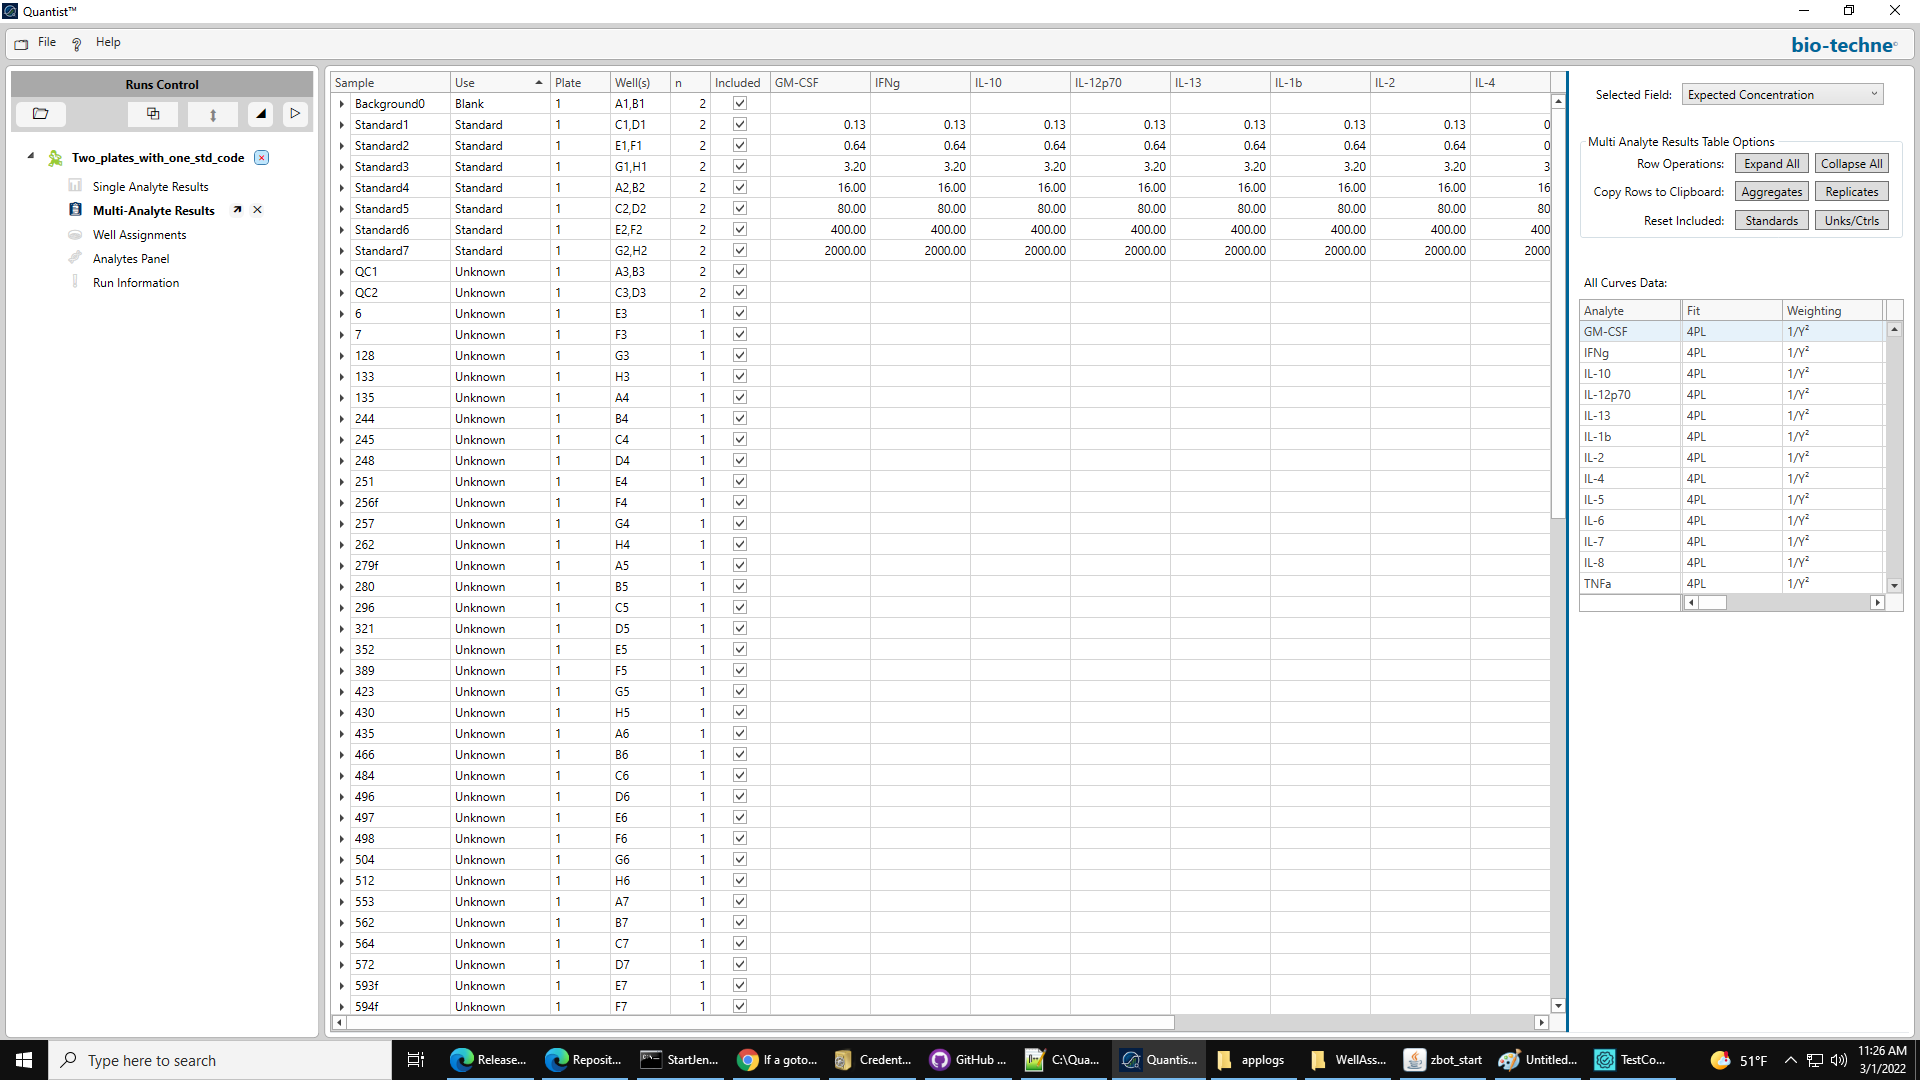 Quantist™
File Help bio-techne
Runs Control
Two_plates_with_one_std_code
Single Analyte Results
Multi-Analyte Results
Well Assignments
Analytes Panel
Run Information
Sample Use Plate Well(s) n Included GM-CSF IFNg IL-10 IL-12p70 IL-13 IL-1b IL-2 IL-4
Background0 Blank 1 A1,B1 2
Standard1 Standard 1 C1,D1 2 0.13 0.13 0.13 0.13 0.13 0.13 0.13 0
Standard2 Standard 1 E1,F1 2 0.64 0.64 0.64 0.64 0.64 0.64 0.64 0
Standard3 Standard 1 G1,H1 2 3.20 3.20 3.20 3.20 3.20 3.20 3.20 3
Standard4 Standard 1 A2,B2 2 16.00 16.00 16.00 16.00 16.00 16.00 16.00 16
Standard5 Standard 1 C2,D2 2 80.00 80.00 80.00 80.00 80.00 80.00 80.00 80
Standard6 Standard 1 E2,F2 2 400.00 400.00 400.00 400.00 400.00 400.00 400.00 400
Standard7 Standard 1 G2,H2 2 2000.00 2000.00 2000.00 2000.00 2000.00 2000.00 2000.00 2000
QC1 Unknown 1 A3,B3 2
QC2 Unknown 1 C3,D3 2
6 Unknown 1 E3 1
7 Unknown 1 F3 1
128 Unknown 1 G3 1
133 Unknown 1 H3 1
135 Unknown 1 A4 1
244 Unknown 1 B4 1
245 Unknown 1 C4 1
248 Unknown 1 D4 1
251 Unknown 1 E4 1
256f Unknown 1 F4 1
257 Unknown 1 G4 1
262 Unknown 1 H4 1
279f Unknown 1 A5 1
280 Unknown 1 B5 1
296 Unknown 1 C5 1
321 Unknown 1 D5 1
352 Unknown 1 E5 1
389 Unknown 1 F5 1
423 Unknown 1 G5 1
430 Unknown 1 H5 1
435 Unknown 1 A6 1
466 Unknown 1 B6 1
484 Unknown 1 C6 1
496 Unknown 1 D6 1
497 Unknown 1 E6 1
498 Unknown 1 F6 1
504 Unknown 1 G6 1
512 Unknown 1 H6 1
553 Unknown 1 A7 1
562 Unknown 1 B7 1
564 Unknown 1 C7 1
572 Unknown 1 D7 1
593f Unknown 1 E7 1
594f Unknown 1 F7 1
Selected Field: Expected Concentration
Multi Analyte Results Table Options
Row Operations: Expand All Collapse All
Copy Rows to Clipboard: Aggregates Replicates
Reset Included: Standards Unks/Ctrls
All Curves Data:
Analyte Fit Weighting
GM-CSF 4PL 1/Y²
IFNg 4PL 1/Y²
IL-10 4PL 1/Y²
IL-12p70 4PL 1/Y²
IL-13 4PL 1/Y²
IL-1b 4PL 1/Y²
IL-2 4PL 1/Y²
IL-4 4PL 1/Y²
IL-5 4PL 1/Y²
IL-6 4PL 1/Y²
IL-7 4PL 1/Y²
IL-8 4PL 1/Y²
TNFa 4PL 1/Y²
Type here to search Release... Reposit... StartJen... If a goto... Credent... GitHub ... C:\Qua... Quantis... applogs WellAss... zbot_start Untitled... TestCo... 51°F 11:26 AM
3/1/2022